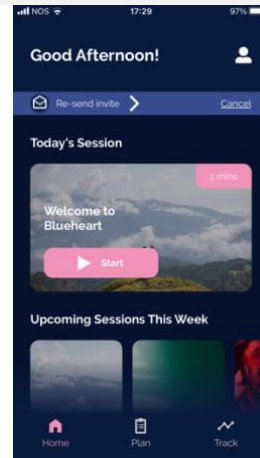 NOS 17:29 97%
Good Afternoon!
Re-send invite Cancel
Today's Session
2 mins
Welcome to
Blueheart
Start
Upcoming Sessions This Week
Home Plan Track